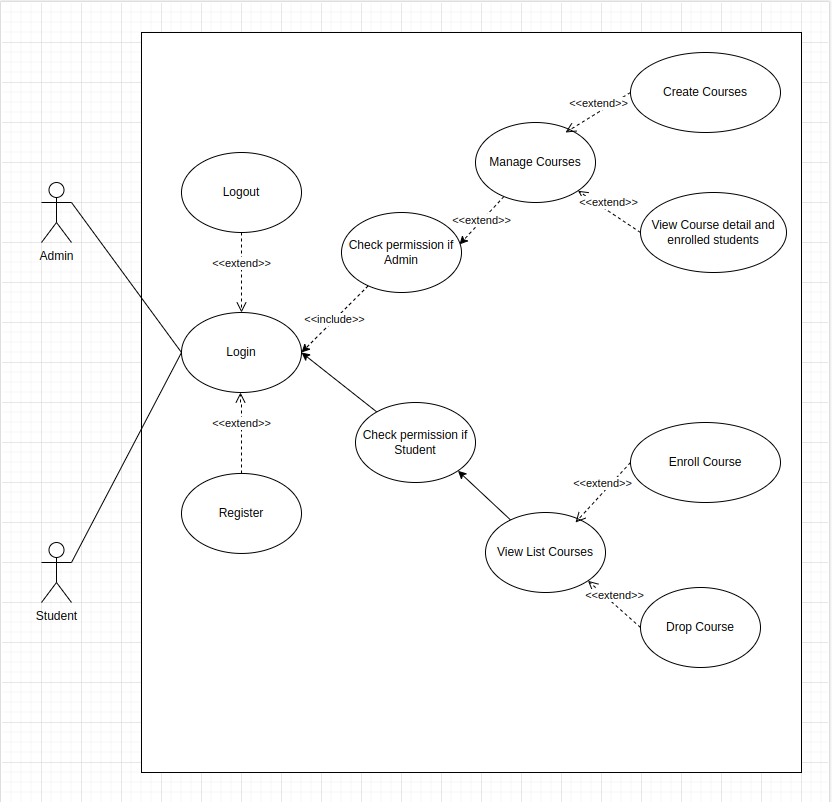 Create Courses
<<extend>>
Manage Courses
Logout
<<extend>>
<<extend>>
View Course detail and
enrolled students
Check permission if
Admin
Admin
<<extend>>
<<include>>
Login
<<extend>>
Check permission if
Student
Enroll Course
<<extend>>
Register
View List Courses
<<extend>>
Student
Drop Course